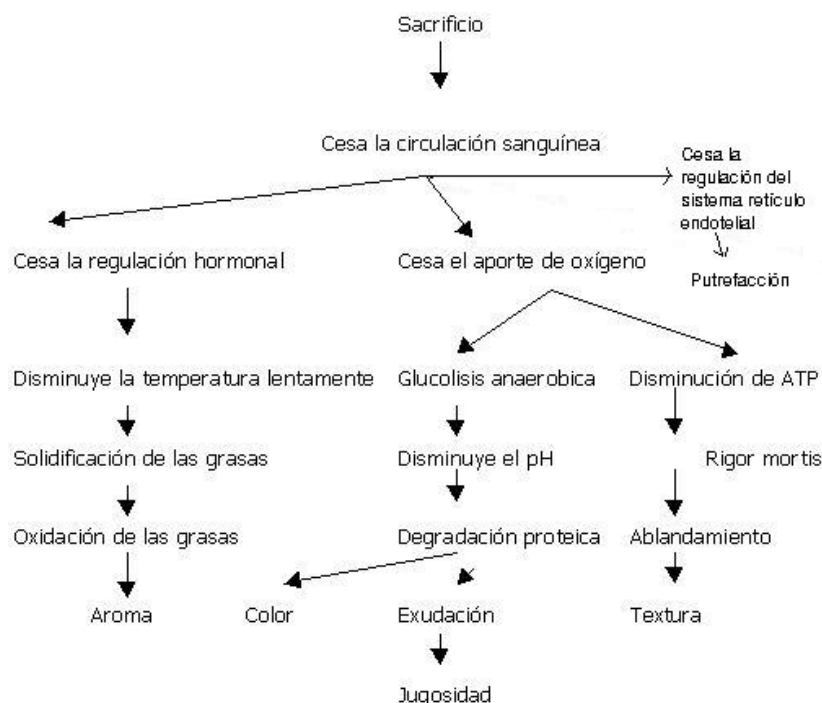 Sacrificio
Cesa la circulación sanguínea
Cesa la
regulación del
sistema retículo
endotelial
Cesa la regulación hormonal
Cesa el aporte de oxígeno
Putrefacción
Disminuye la temperatura lentamente
Glucolisis anaerobica
Disminución de ATP
Solidificación de las grasas
Disminuye el pH
Rigor mortis
Oxidación de las grasas
Degradación proteica
Ablandamiento
Aroma
Color
Exudación
Textura
Jugosidad